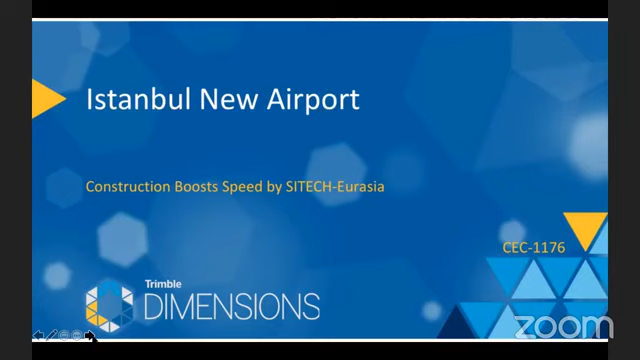 Istanbul New Airport
Construction Boosts Speed by SITECH-Eurasia
CEC-1176
Trimble
DIMENSIONS
zoom